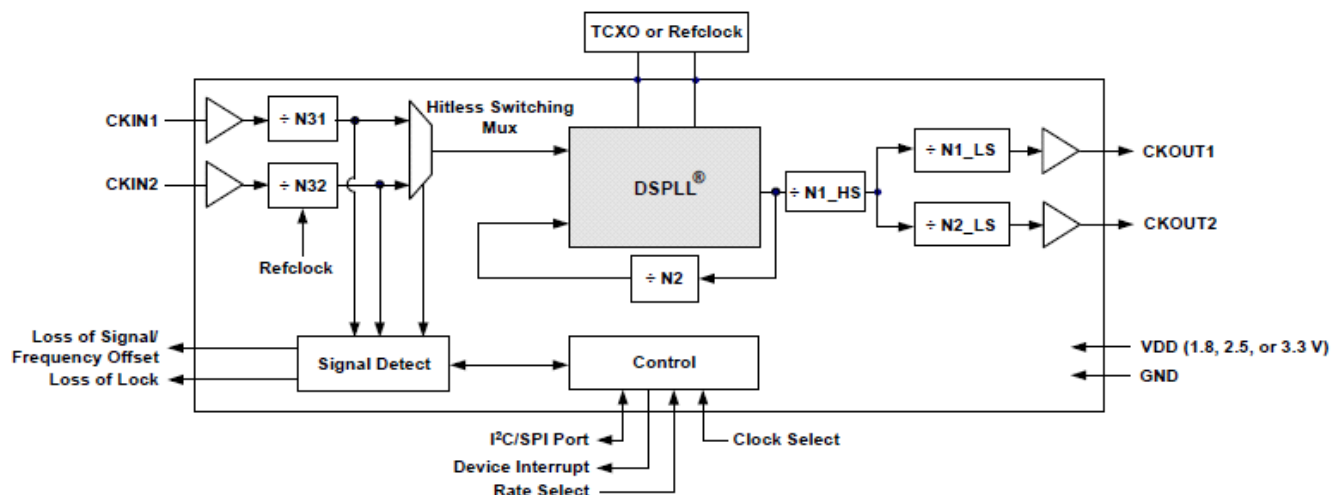 TCXO or Refclock
CKIN1
÷ N31
Hitless Switching
Mux
CKIN2
÷ N32
DSPLL®
÷ N1_HS
÷ N1_LS
CKOUT1
÷ N2_LS
CKOUT2
Refclock
÷ N2
Loss of Signal/
Frequency Offset
Loss of Lock
Signal Detect
Control
VDD (1.8, 2.5, or 3.3 V)
GND
I²C/SPI Port
Clock Select
Device Interrupt
Rate Select